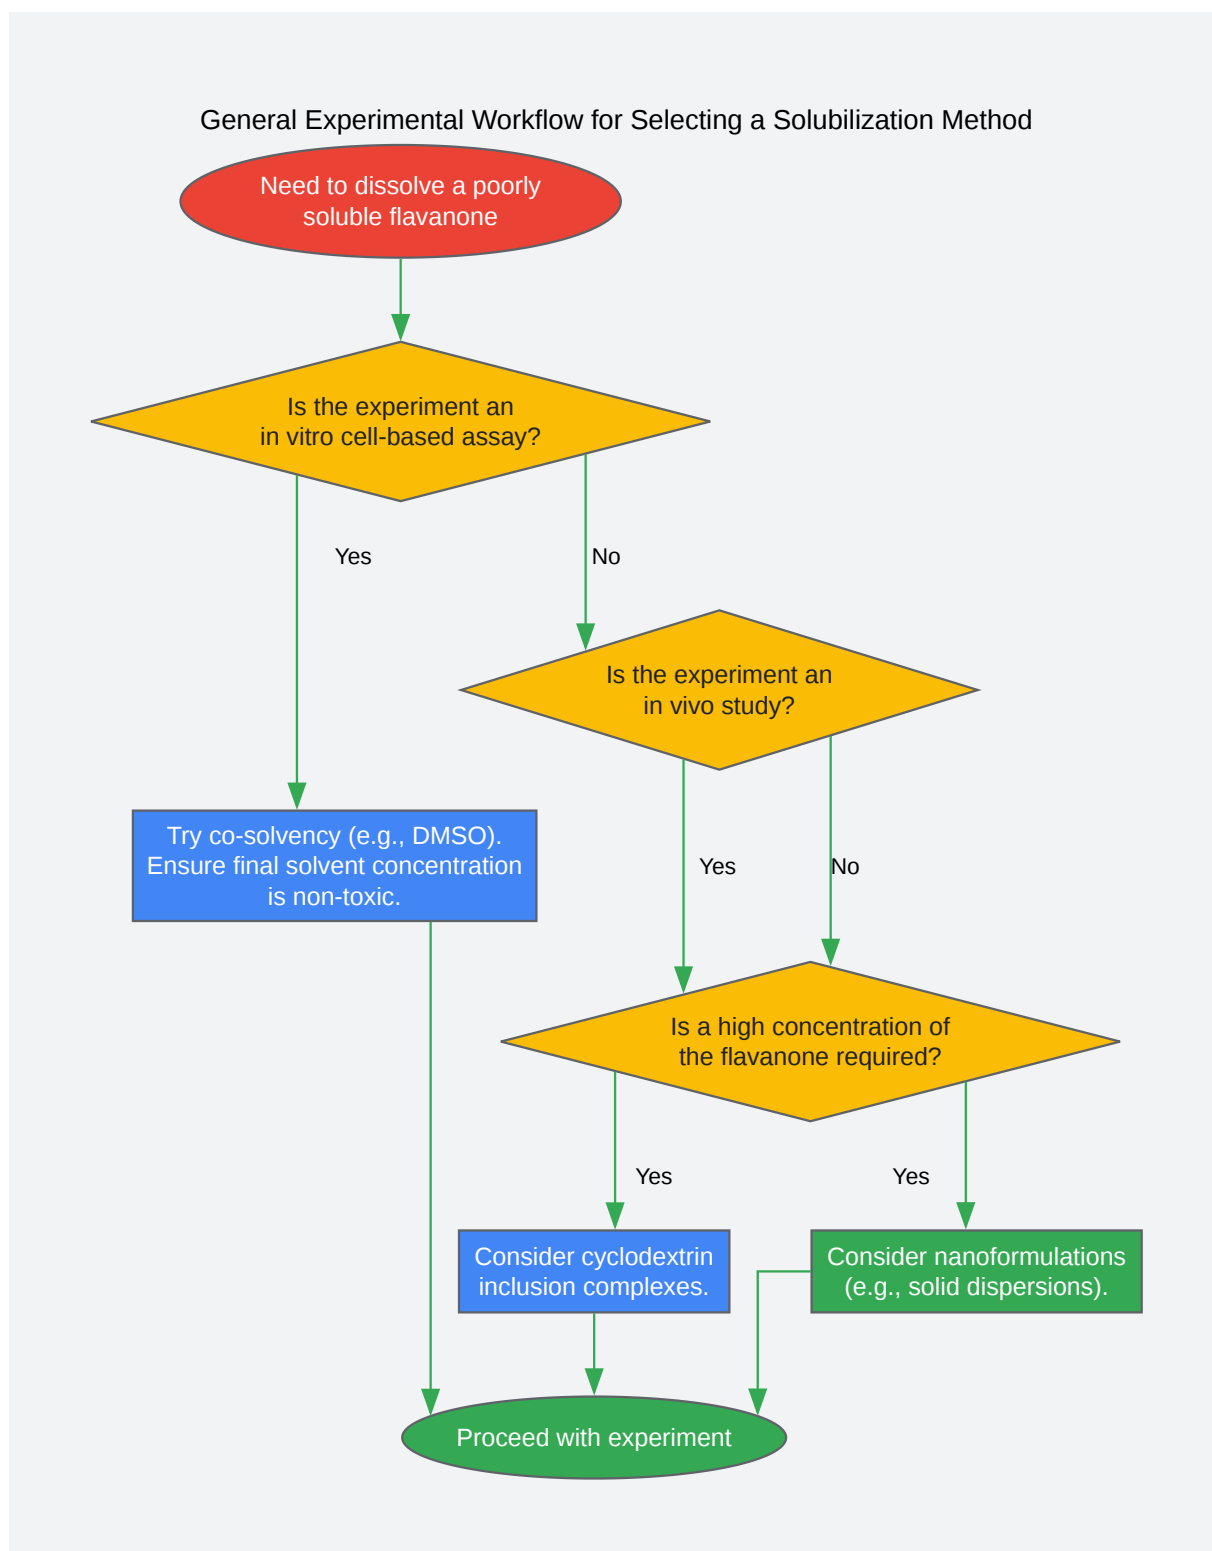 General Experimental Workflow for Selecting a Solubilization Method
Need to dissolve a poorly
soluble flavanone
Is the experiment an
in vitro cell-based assay?
Yes
No
Is the experiment an
in vivo study?
Try co-solvency (e.g., DMSO).
Ensure final solvent concentration
is non-toxic.
Yes
No
Is a high concentration of
the flavanone required?
Yes
Yes
Consider cyclodextrin
inclusion complexes.
Consider nanoformulations
(e.g., solid dispersions).
Proceed with experiment